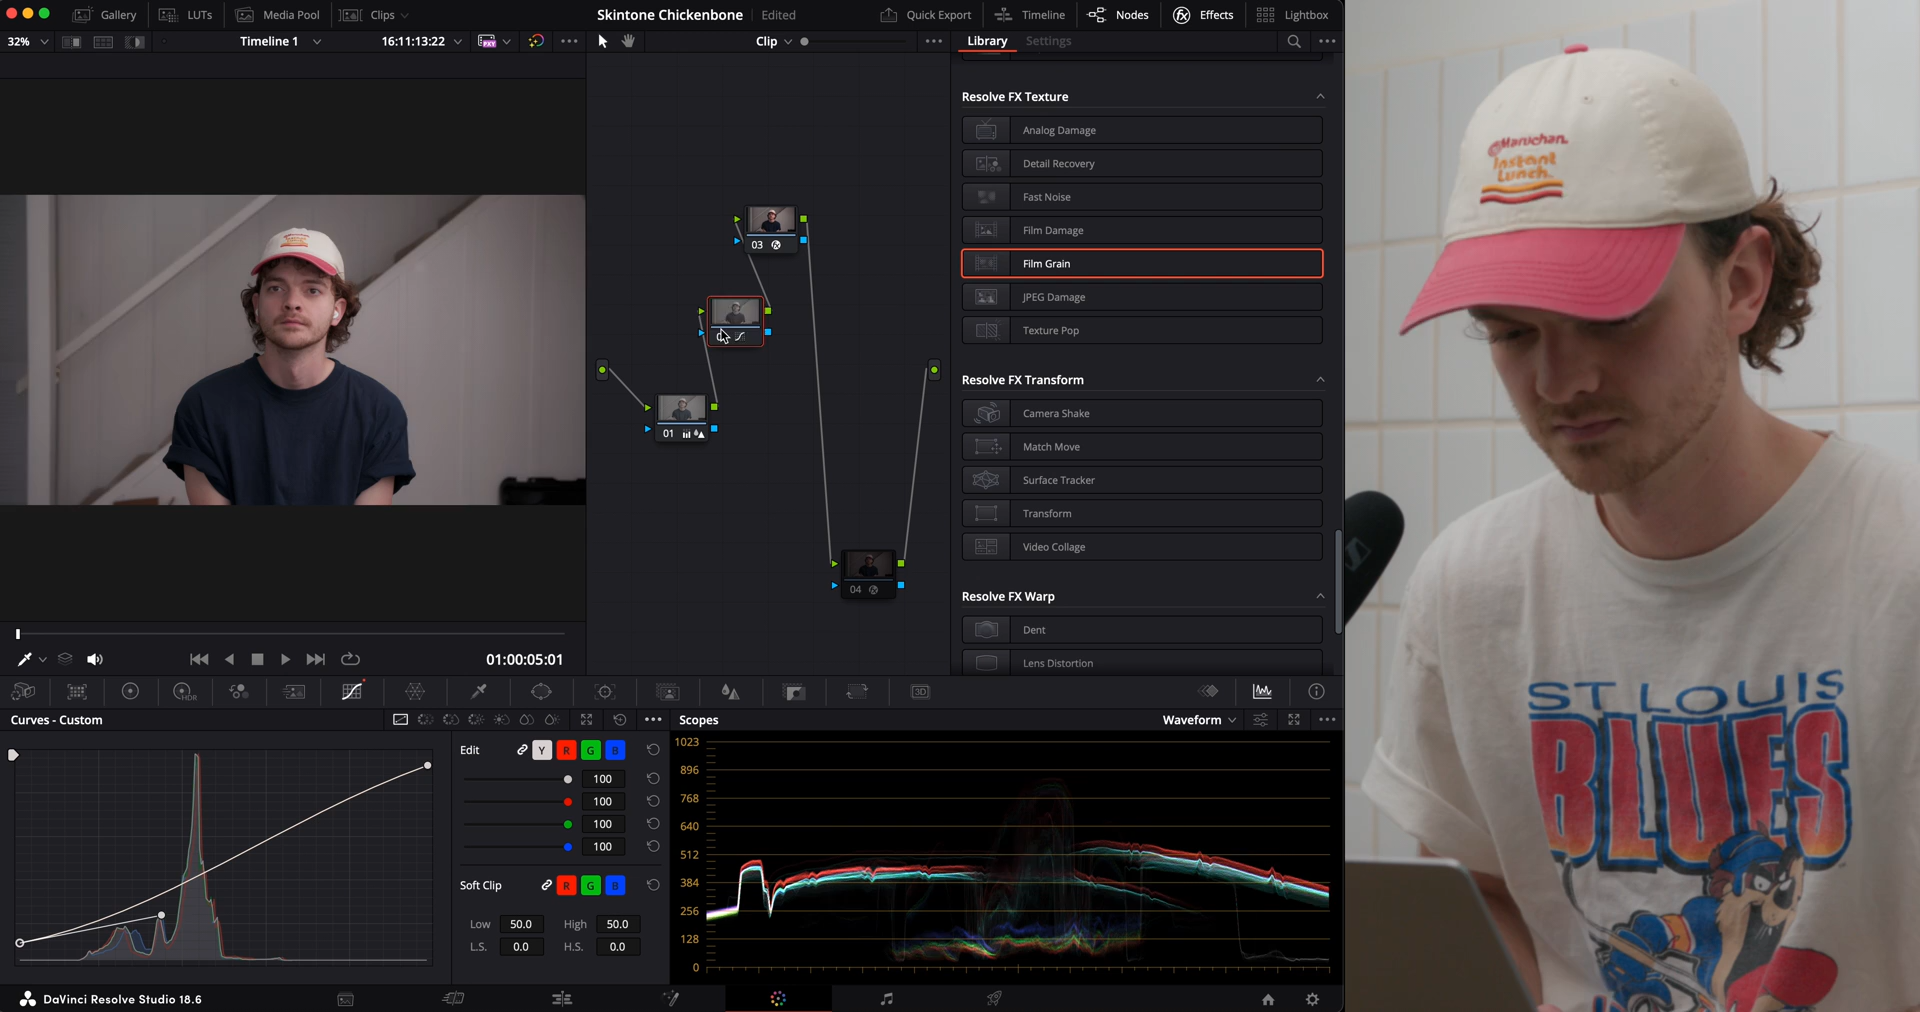 Gallery
LUTs
Media Pool
Clips
Skintone Chickenbone
Edited
Quick Export
Timeline
Nodes
Effects
Lightbox
32%
Timeline 1
16:11:13:22
PXY
Clip
Library
Settings
Resolve FX Texture
Analog Damage
Detail Recovery
Fast Noise
Film Damage
Film Grain
JPEG Damage
Texture Pop
Resolve FX Transform
Camera Shake
Match Move
Surface Tracker
Transform
Video Collage
Resolve FX Warp
Dent
Lens Distortion
03
01
04
01:00:05:01
HDR
3D
Curves - Custom
Edit
Y R G B
100
100
100
100
Soft Clip
R G B
Low 50.0 High 50.0
L.S. 0.0 H.S. 0.0
Scopes
Waveform
1023
896
768
640
512
384
256
128
0
DaVinci Resolve Studio 18.6
Maruchan.
Instant
Lunch.
ST LOUIS
BLUES